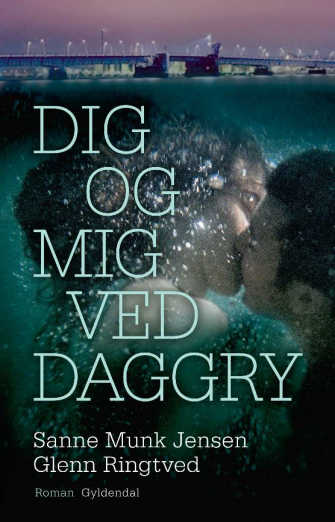 DIG
OG
MIG
VED
DAGGRY
Sanne Munk Jensen
Glenn Ringtved
Roman Gyldendal